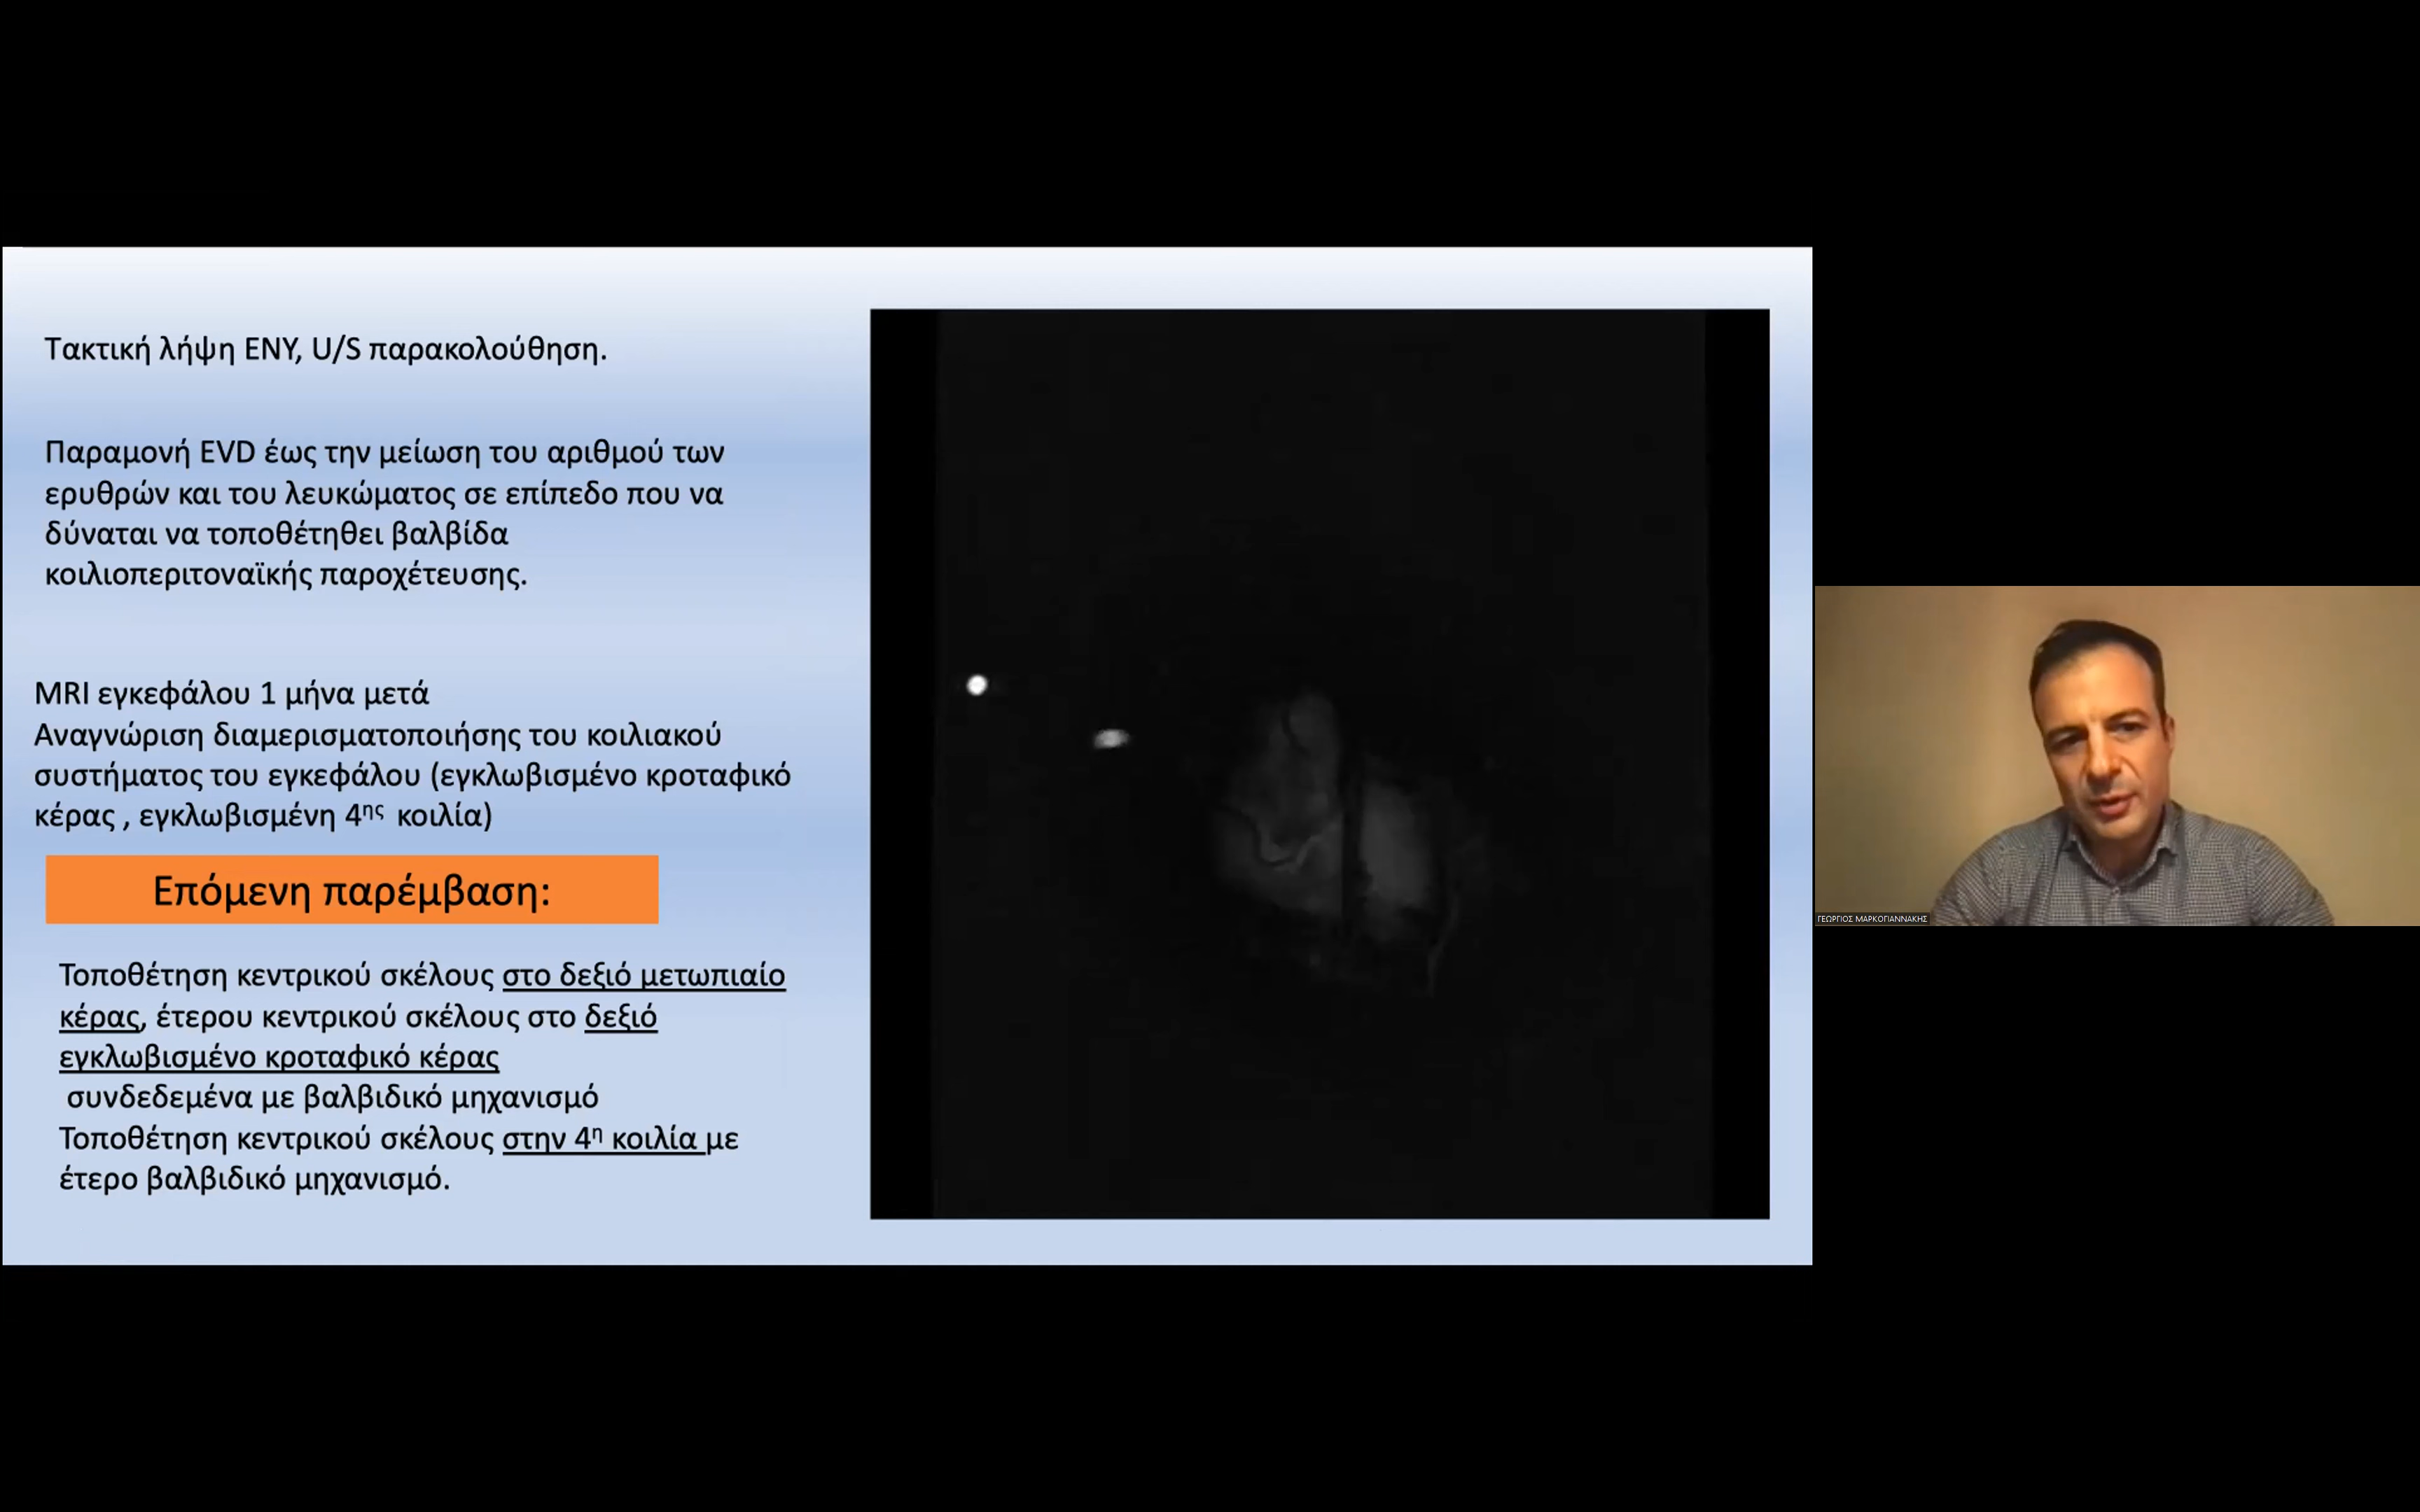 Τακτική λήψη ΕΝΥ, U/S παρακολούθηση.
Παραμονή EVD έως την μείωση του αριθμού των
ερυθρών και του λευκώματος σε επίπεδο που να
δύναται να τοποθέτηθει βαλβίδα
κοιλιοπεριτοναϊκής παροχέτευσης.
MRI εγκεφάλου 1 μήνα μετά
Αναγνώριση διαμερισματοποιήσης του κοιλιακού
συστήματος του εγκεφάλου (εγκλωβισμένο κροταφικό
κέρας , εγκλωβισμένη 4ης κοιλία)
Επόμενη παρέμβαση:
Τοποθέτηση κεντρικού σκέλους στο δεξιό μετωπιαίο
κέρας, έτερου κεντρικού σκέλους στο δεξιό
εγκλωβισμένο κροταφικό κέρας
συνδεδεμένα με βαλβιδικό μηχανισμό
Τοποθέτηση κεντρικού σκέλους στην 4η κοιλία με
έτερο βαλβιδικό μηχανισμό.
ΓΕΩΡΓΙΟΣ ΜΑΡΚΟΓΙΑΝΝΑΚΗΣ